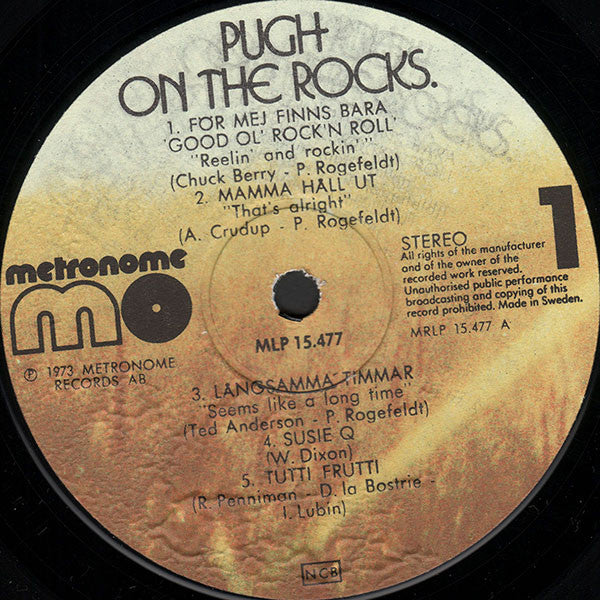 PUGH
ON THE ROCKS.
1. FÖR MEJ FINNS BARA
'GOOD OL' ROCK'N ROLL'
"Reelin' and rockin'"
(Chuck Berry - P. Rogefeldt)
2. MAMMA HÅLL UT
"That's alright"
(A. Crudup - P. Rogefeldt)
metronome
mo
℗ 1973 METRONOME
RECORDS AB
MLP 15.477
1
STEREO
All rights of the manufacturer
and of the owner of the
recorded work reserved.
Unauthorised public performance
broadcasting and copying of this
record prohibited. Made in Sweden.
MRLP 15.477 A
3. LÅNGSAMMA TIMMAR
"Seems like a long time"
(Ted Anderson - P. Rogefeldt)
4. SUSIE Q
(W. Dixon)
5. TUTTI FRUTTI
(R. Penniman - D. la Bostrie -
I. Lubin)
NCB